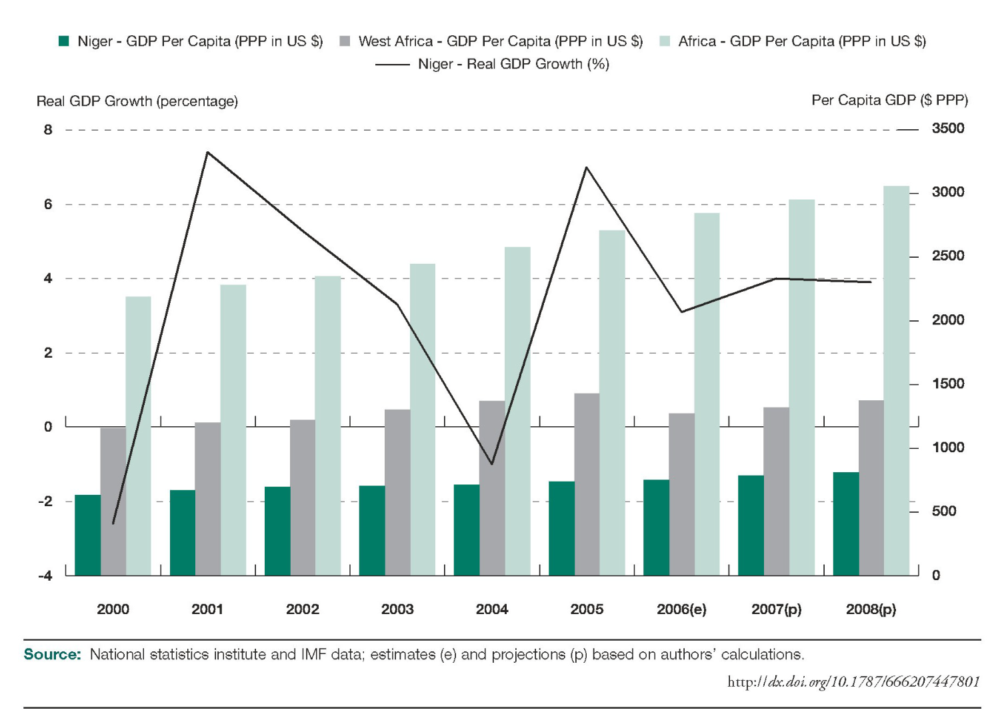 Niger - GDP Per Capita (PPP in US $) West Africa - GDP Per Capita (PPP in US $) Africa - GDP Per Capita (PPP in US $)
Niger - Real GDP Growth (%)
Real GDP Growth (percentage) Per Capita GDP ($ PPP)
8 3500
3000
6
2500
4
2000
2
1500
0
1000
-2
500
-4 0
2000 2001 2002 2003 2004 2005 2006(e) 2007(p) 2008(p)
Source: National statistics institute and IMF data; estimates (e) and projections (p) based on authors’ calculations.
http://dx.doi.org/10.1787/666207447801